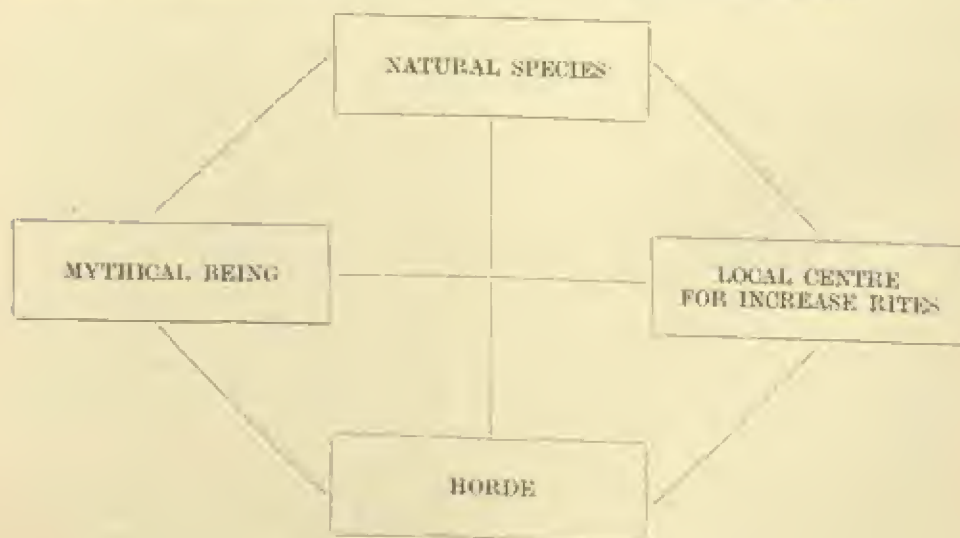 NATURAL SPECIES
MYTHICAL BEING
LOCAL CENTRE
FOR INCREASE RITES
HORDE